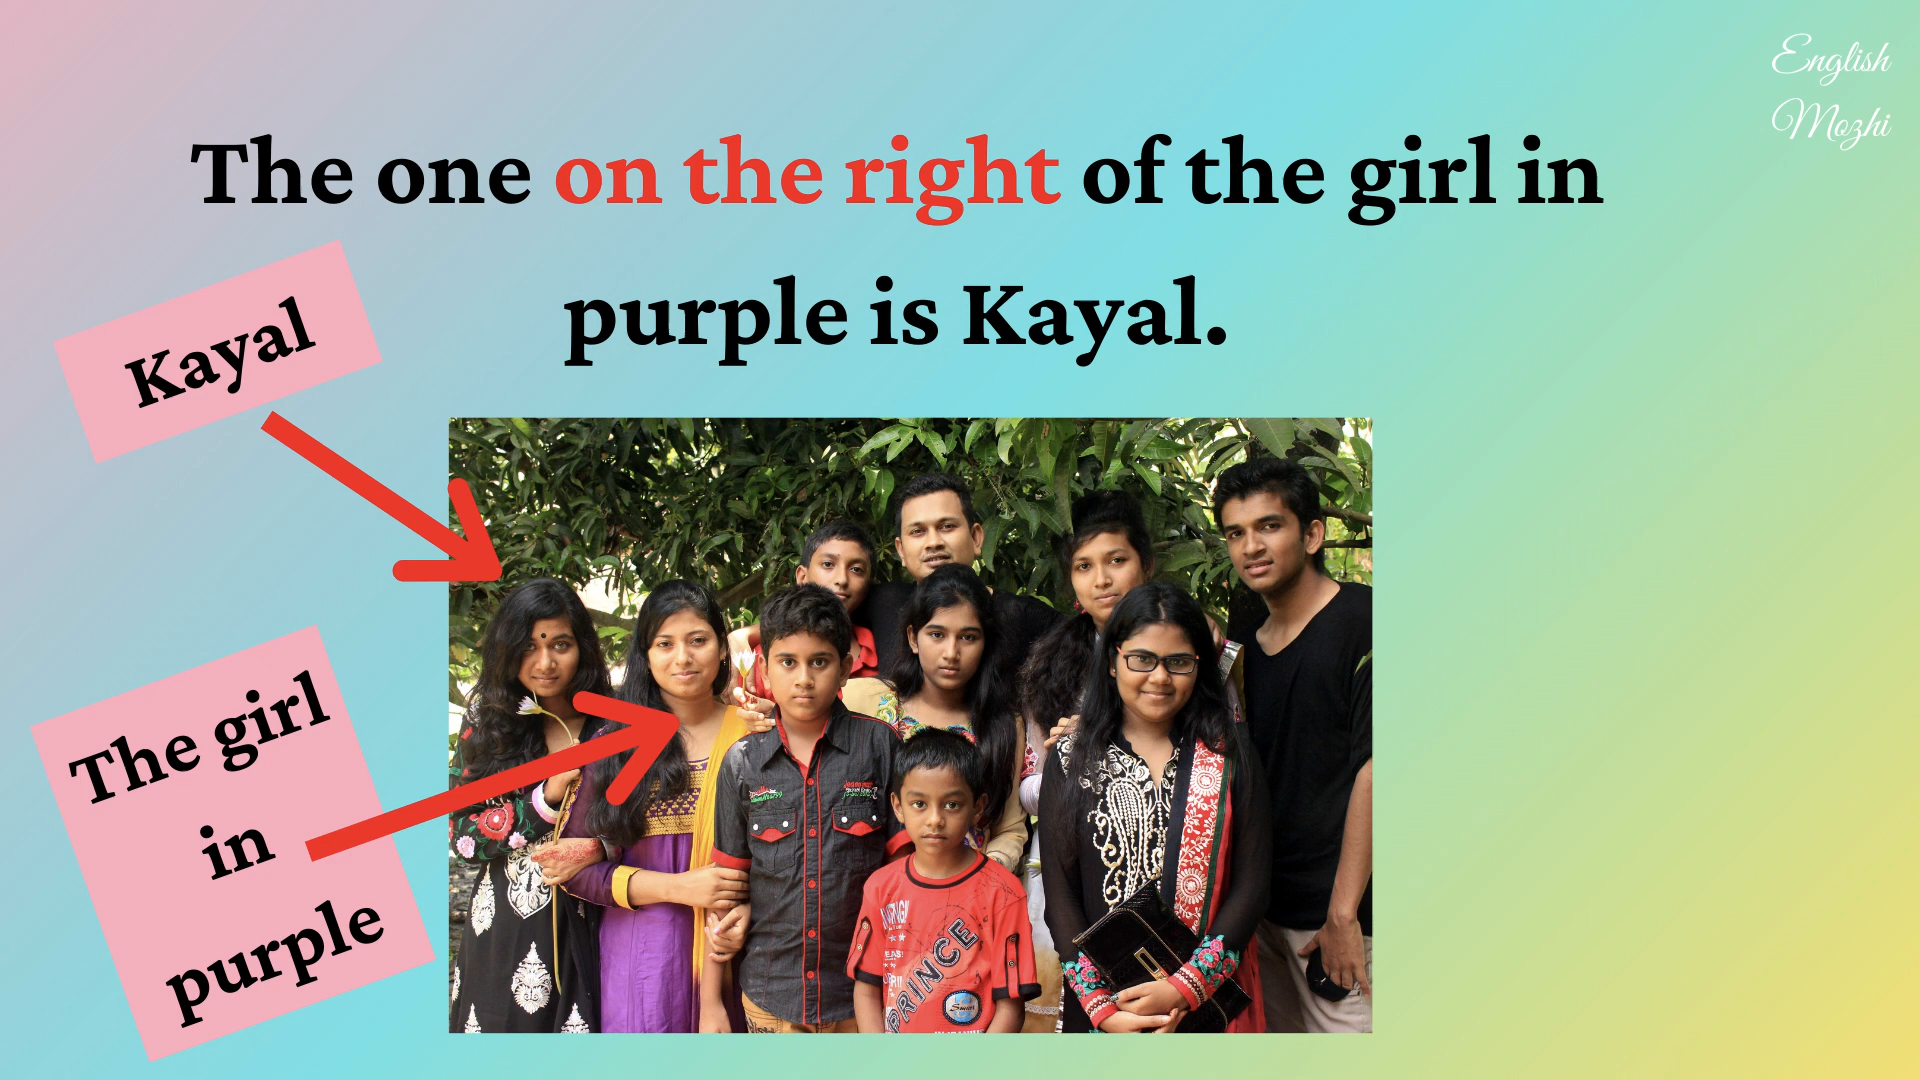 English
Mozhi
The one on the right of the girl in
purple is Kayal.
Kayal
The girl
in
purple
PRINCE